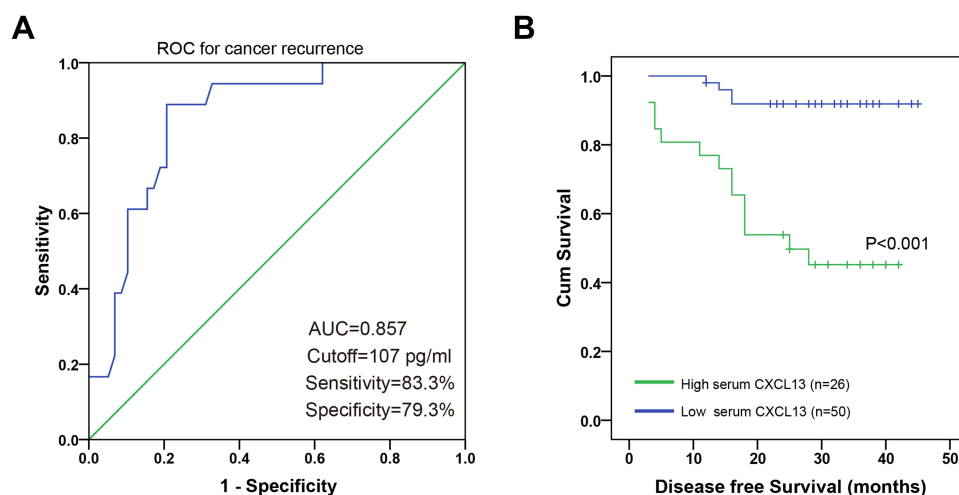 A
ROC for cancer recurrence
1.0
0.8
0.6
0.4
0.2
0.0
Sensitivity
AUC=0.857
Cutoff=107 pg/ml
Sensitivity=83.3%
Specificity=79.3%
0.0 0.2 0.4 0.6 0.8 1.0
1 - Specificity
B
1.0
0.8
0.6
0.4
0.2
0.0
Cum Survival
P<0.001
High serum CXCL13 (n=26)
Low serum CXCL13 (n=50)
0 10 20 30 40 50
Disease free Survival (months)